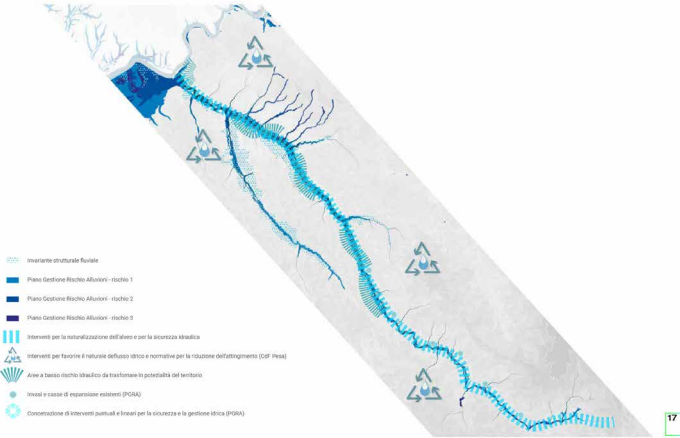 Invariante strutturale fluviale
Piano Gestione Rischio Alluvioni - rischio 1
Piano Gestione Rischio Alluvioni - rischio 2
Piano Gestione Rischio Alluvioni - rischio 3
Interventi per la naturalizzazione dell'alveo e per la sicurezza idraulica
Interventi per favorire il naturale deflusso idrico e normative per la riduzione dell'attingimento (CdF Pesa)
Aree a basso rischio idraulico da trasfomare in potezialità del territorio
Invasi e casse di espansione esistenti (PGRA)
Concetrazione di interventi puntuali e lineari per la sicurezza e la gestione idrica (PGRA)
17